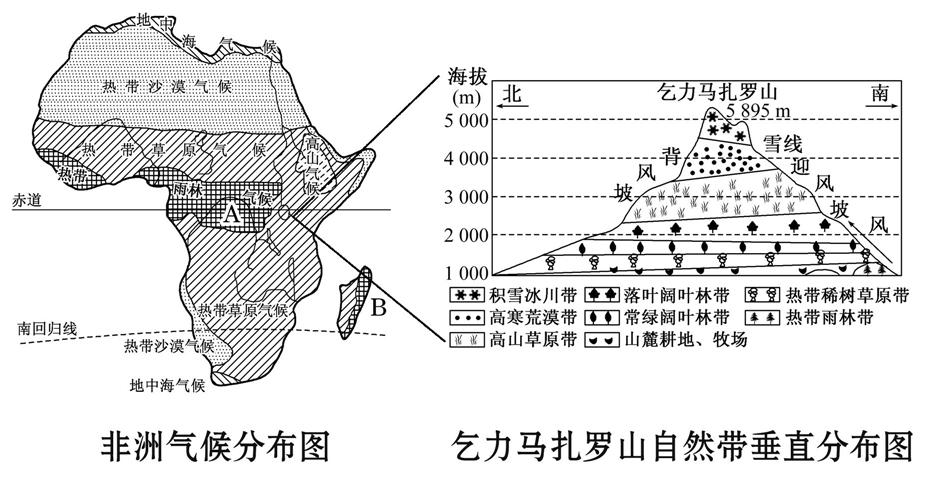 地中海气候
热带沙漠气候
热带草原气候
高山气候
热带雨林气候
A
赤道
B
热带草原气候
南回归线
热带沙漠气候
地中海气候
非洲气候分布图
海拔
(m)
北
乞力马扎罗山
南
5 895 m
5 000
4 000
3 000
2 000
1 000
雪线
背风坡
迎风坡
风
积雪冰川带
落叶阔叶林带
热带稀树草原带
高寒荒漠带
常绿阔叶林带
热带雨林带
高山草原带
山麓耕地、牧场
乞力马扎罗山自然带垂直分布图